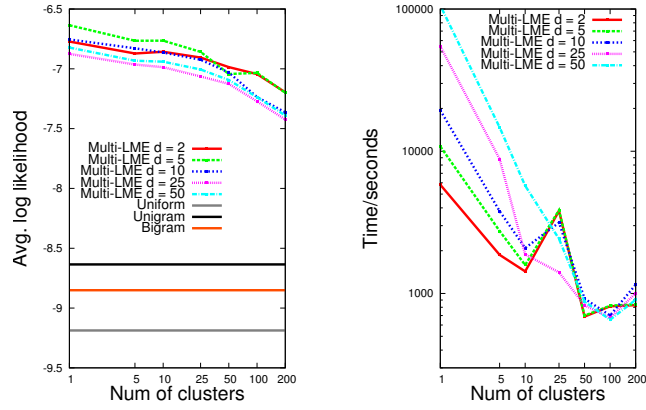 -6.5
-7
-7.5
-8
-8.5
-9
-9.5
Avg. log likelihood
Multi-LME d = 2
Multi-LME d = 5
Multi-LME d = 10
Multi-LME d = 25
Multi-LME d = 50
Uniform
Unigram
Bigram
1 5 10 25 50 100 200
Num of clusters
100000
10000
1000
Time/seconds
Multi-LME d = 2
Multi-LME d = 5
Multi-LME d = 10
Multi-LME d = 25
Multi-LME d = 50
1 5 10 25 50 100 200
Num of clusters